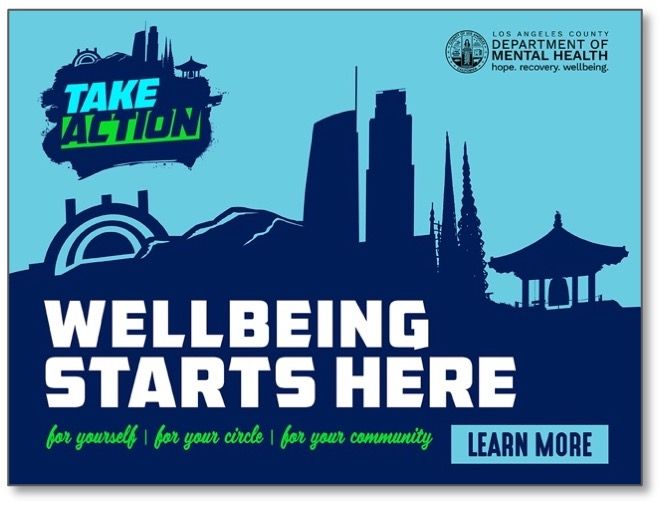 TAKE
ACTION
LOS ANGELES COUNTY
DEPARTMENT OF
MENTAL HEALTH
hope. recovery. wellbeing.
WELLBEING
STARTS HERE
for yourself | for your circle | for your community
LEARN MORE